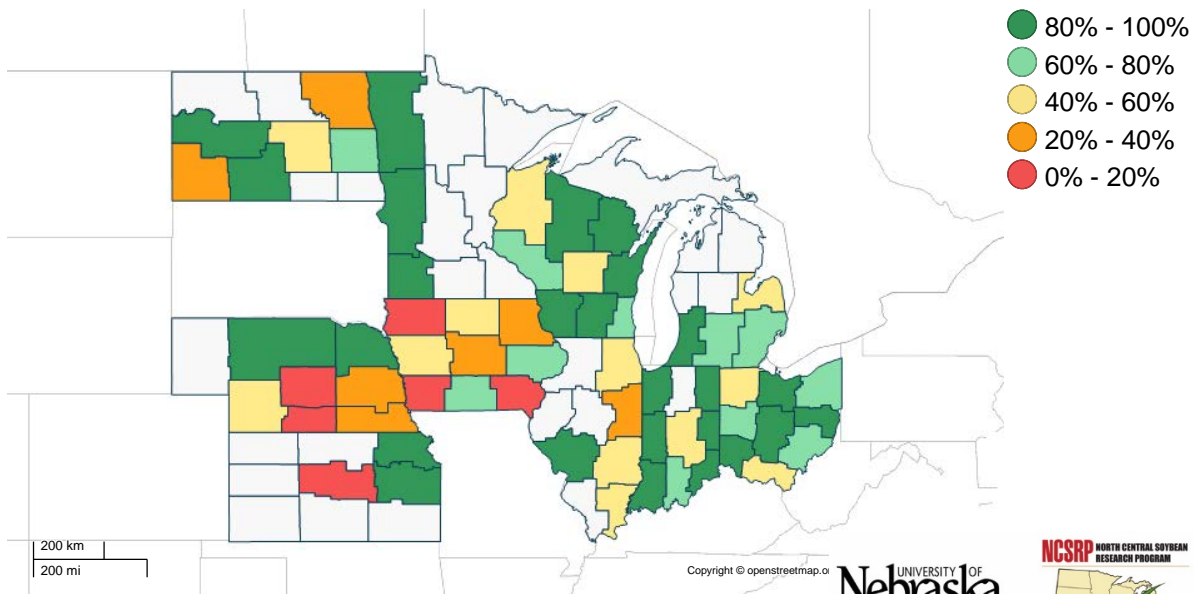 80% - 100%
60% - 80%
40% - 60%
20% - 40%
0% - 20%
200 km
200 mi
Copyright © openstreetmap.o
UNIVERSITY OF
Nebraska
NCSRP NORTH CENTRAL SOYBEAN
RESEARCH PROGRAM